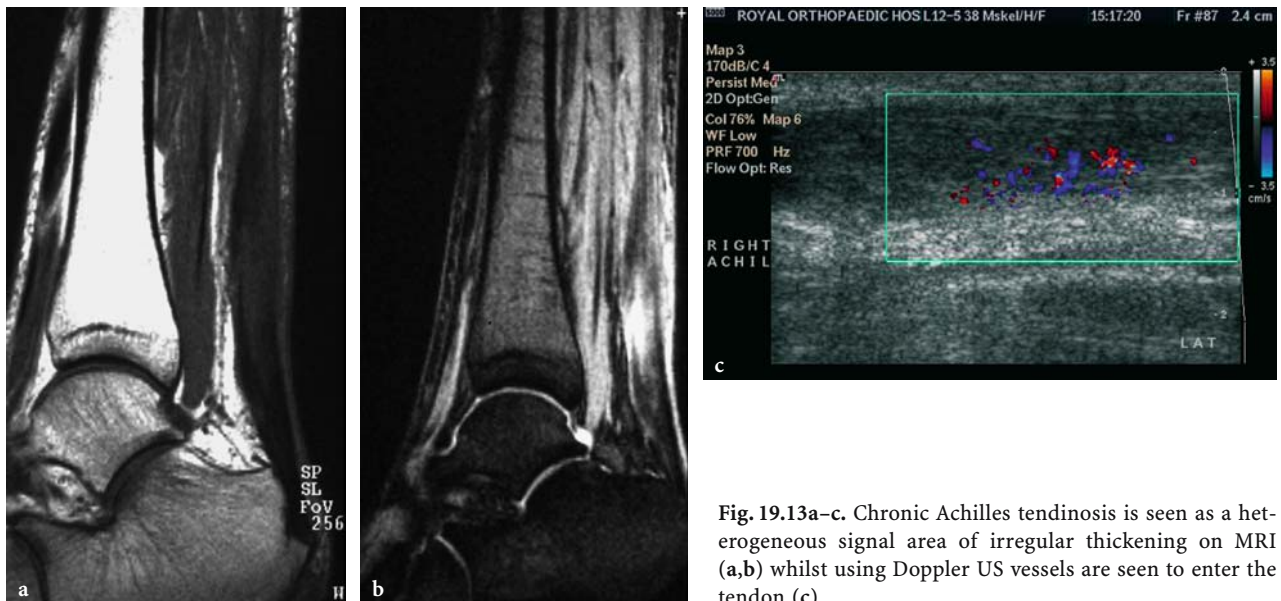 ROYAL ORTHOPAEDIC HOS L12-5 38 Mskel/H/F 15:17:20 Fr #87 2.4 cm
Map 3
170dB/C 4
Persist Med
2D Opt:Gen
Col 76% Map 6
WF Low
PRF 700 Hz
Flow Opt: Res
+ 3.5
- 3.5
cm/s
0
-1
-2
RIGHT
ACHIL
LAT
SP
SL
FoV
256
H
+
a
b
c
Fig. 19.13a–c. Chronic Achilles tendinosis is seen as a het-
erogeneous signal area of irregular thickening on MRI
(a,b) whilst using Doppler US vessels are seen to enter the
tendon (c)